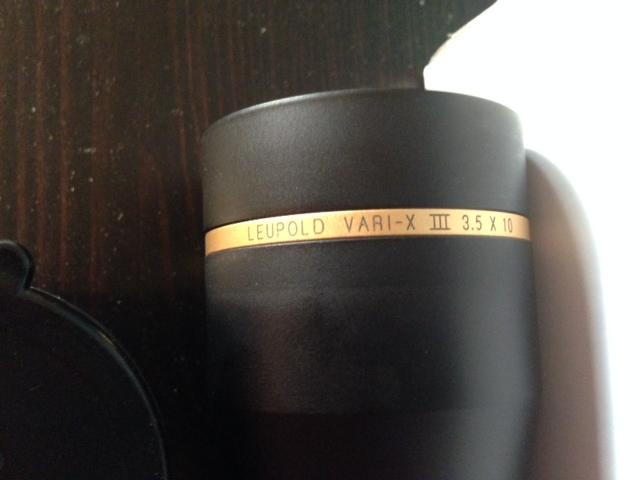 LEUPOLD VARI-X III 3.5 X 10